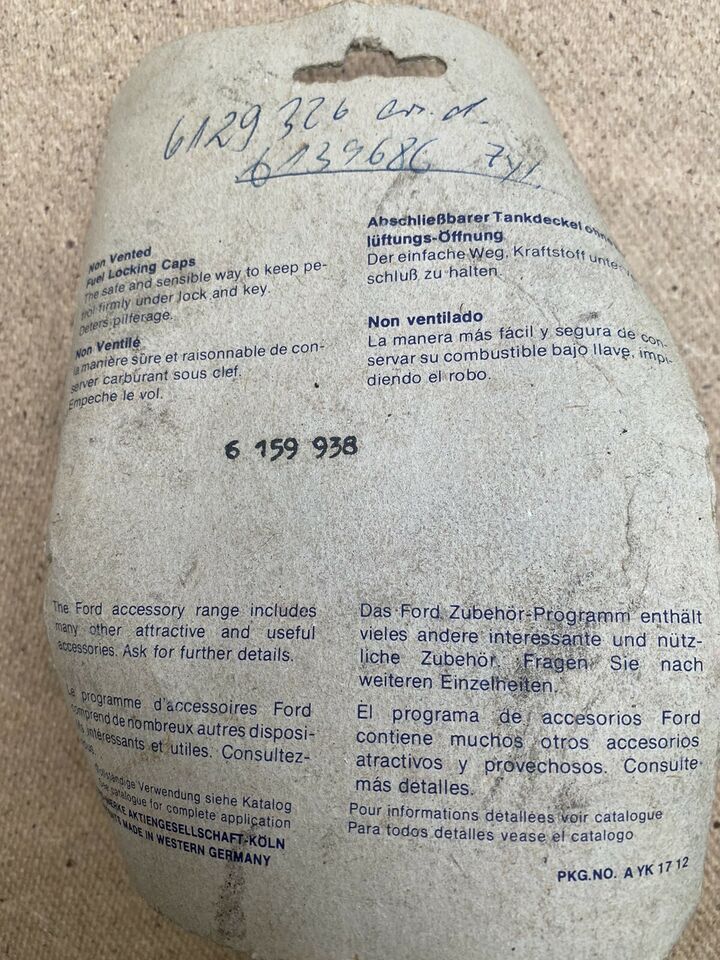 6129 326
6139686 Zyl.
Non Vented
Fuel Locking Caps
The safe and sensible way to keep pe-
trol firmly under lock and key.
Deters pilferage.
Non Ventilé
la manière sûre et raisonnable de con-
server carburant sous clef.
Empeche le vol.
Abschließbarer Tankdeckel ohne
lüftungs-Öffnung
Der einfache Weg, Kraftstoff unter
schluß zu halten.
Non ventilado
La manera más fácil y segura de con-
servar su combustible bajo llave, impi-
diendo el robo.
6 159 938
The Ford accessory range includes
many other attractive and useful
accessories. Ask for further details.
programme d'accessoires Ford
comprend de nombreux autres disposi-
intéressants et utiles. Consultez-
Das Ford Zubehör-Programm enthält
vieles andere interessante und nütz-
liche Zubehör. Fragen Sie nach
weiteren Einzelheiten.
El programa de accesorios Ford
contiene muchos otros accesorios
atractivos y provechosos. Consulte
más detalles.
Vollständige Verwendung siehe Katalog
See catalogue for complete application
WERKE AKTIENGESELLSCHAFT-KÖLN
MADE IN WESTERN GERMANY
Pour informations détaillées voir catalogue
Para todos detalles vease el catalogo
PKG.NO. A YK 17 12